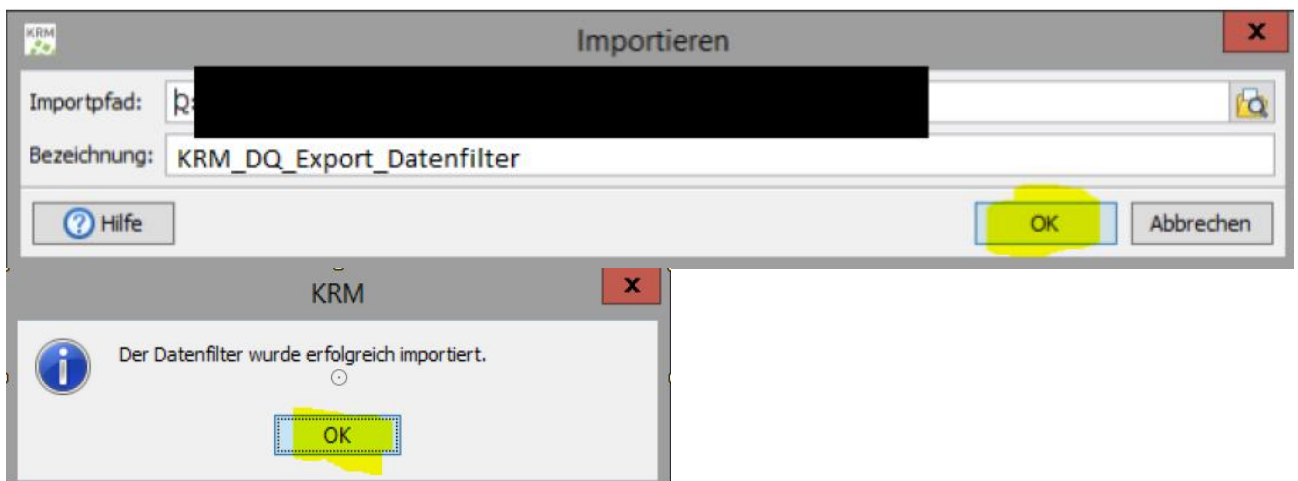 KRM
Importieren
x
Importpfad:
Bezeichnung: KRM_DQ_Export_Datenfilter
? Hilfe
OK Abbrechen
KRM
x
i Der Datenfilter wurde erfolgreich importiert.
OK